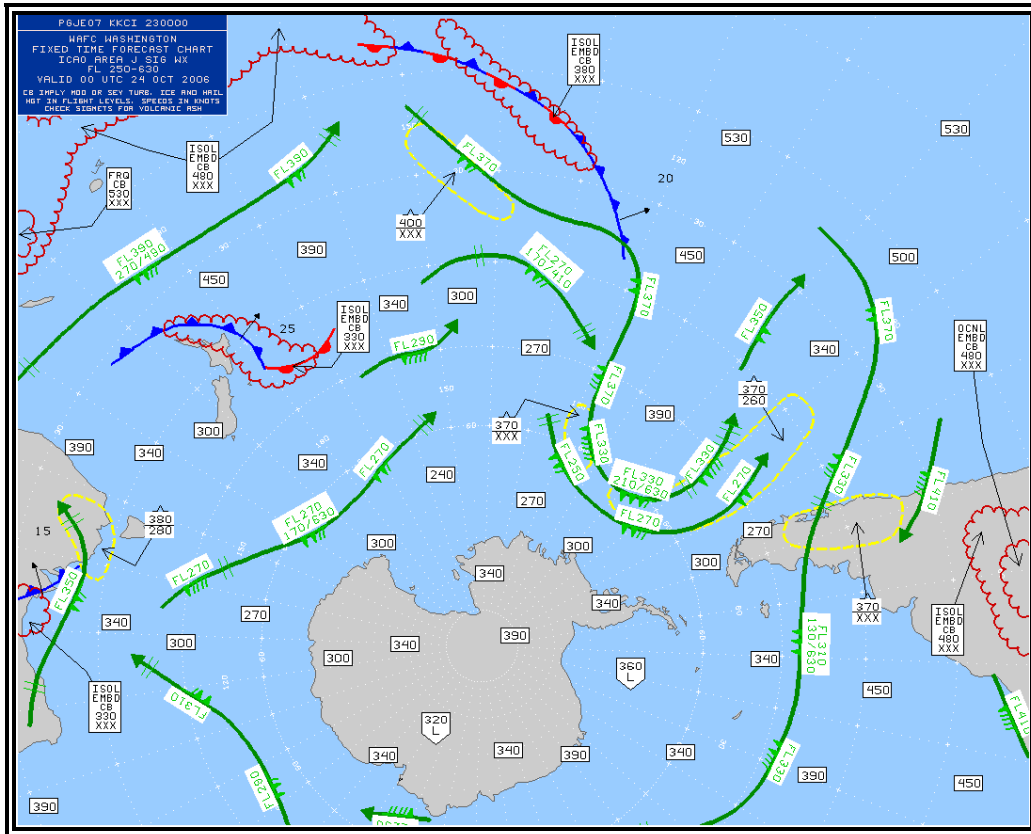 PGJE07 KKCI 230000
WAFC WASHINGTON
FIXED TIME FORECAST CHART
ICAO AREA J SIG WX
FL 250-630
VALID 00 UTC 24 OCT 2006
CB IMPLY MOD OR SEV TURB, ICE AND HAIL
HGT IN FLIGHT LEVELS. SPEEDS IN KNOTS
CHECK SIGMETS FOR VOLCANIC ASH
ISOL
EMBD
CB
380
XXX
530
530
ISOL
EMBD
CB
480
XXX
FRQ
CB
530
XXX
FL390
FL370
20
400
XXX
FL390
270/490
390
450
500
450
FL270
170/410
FL370
340
300
ISOL
EMBD
CB
330
XXX
25
FL350
FL370
OCNL
EMBD
CB
480
XXX
FL290
270
340
FL370
370
260
390
300
390
340
370
XXX
FL330
FL250
340
FL270
240
FL330
FL330
210/630
FL270
FL330
FL410
380
280
15
FL270
170/630
270
FL270
270
300
300
300
FL270
340
340
FL350
370
XXX
ISOL
EMBD
CB
480
XXX
340
270
300
340
390
300
FL310
130/630
360
L
340
450
ISOL
EMBD
CB
330
XXX
FL310
320
L
FL410
340
340
390
340
FL330
390
450
FL280
390